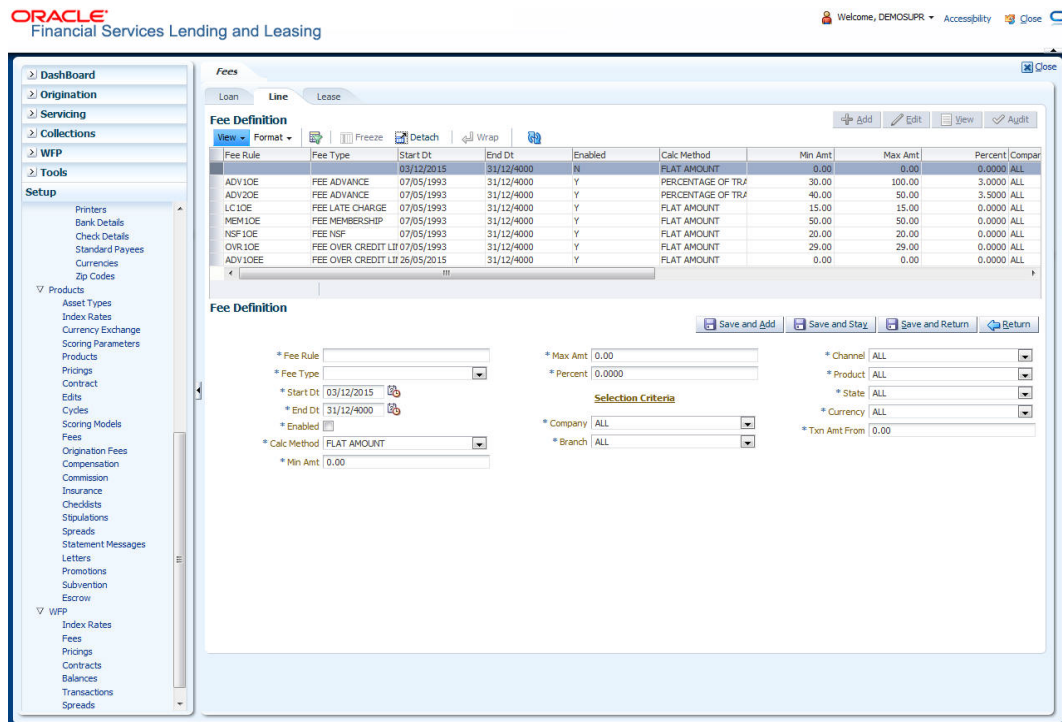 ORACLE
Financial Services Lending and Leasing
Welcome, DEMOSUPR Accessibility Close
DashBoard
Origination
Servicing
Collections
WFP
Tools
Setup
Printers
Bank Details
Check Details
Standard Payees
Currencies
Zip Codes
Products
Asset Types
Index Rates
Currency Exchange
Scoring Parameters
Products
Pricings
Contract
Edits
Cycles
Scoring Models
Fees
Origination Fees
Compensation
Commission
Insurance
Checklists
Stipulations
Spreads
Statement Messages
Letters
Promotions
Subvention
Escrow
WFP
Index Rates
Fees
Pricings
Contracts
Balances
Transactions
Spreads
Fees
Close
Loan Line Lease
Fee Definition
Add Edit View Audit
View Format Freeze Detach Wrap
Fee Rule Fee Type Start Dt End Dt Enabled Calc Method Min Amt Max Amt Percent Compar
03/12/2015 31/12/4000 N FLAT AMOUNT 0.00 0.00 0.0000 ALL
ADV1OE FEE ADVANCE 07/05/1993 31/12/4000 Y PERCENTAGE OF TRA 30.00 100.00 3.0000 ALL
ADV2OE FEE ADVANCE 07/05/1993 31/12/4000 Y PERCENTAGE OF TRA 40.00 50.00 3.5000 ALL
LC1OE FEE LATE CHARGE 07/05/1993 31/12/4000 Y FLAT AMOUNT 15.00 15.00 0.0000 ALL
MEM1OE FEE MEMBERSHIP 07/05/1993 31/12/4000 Y FLAT AMOUNT 50.00 50.00 0.0000 ALL
NSF1OE FEE NSF 07/05/1993 31/12/4000 Y FLAT AMOUNT 20.00 20.00 0.0000 ALL
OVR1OE FEE OVER CREDIT LI 07/05/1993 31/12/4000 Y FLAT AMOUNT 29.00 29.00 0.0000 ALL
ADV1OEE FEE OVER CREDIT LI 26/05/2015 31/12/4000 Y FLAT AMOUNT 0.00 0.00 0.0000 ALL
Fee Definition
Save and Add Save and Stay Save and Return Return
* Fee Rule
* Fee Type
* Start Dt 03/12/2015
* End Dt 31/12/4000
* Enabled
* Calc Method FLAT AMOUNT
* Min Amt 0.00
* Max Amt 0.00
* Percent 0.0000
Selection Criteria
* Company ALL
* Branch ALL
* Channel ALL
* Product ALL
* State ALL
* Currency ALL
* Txn Amt From 0.00